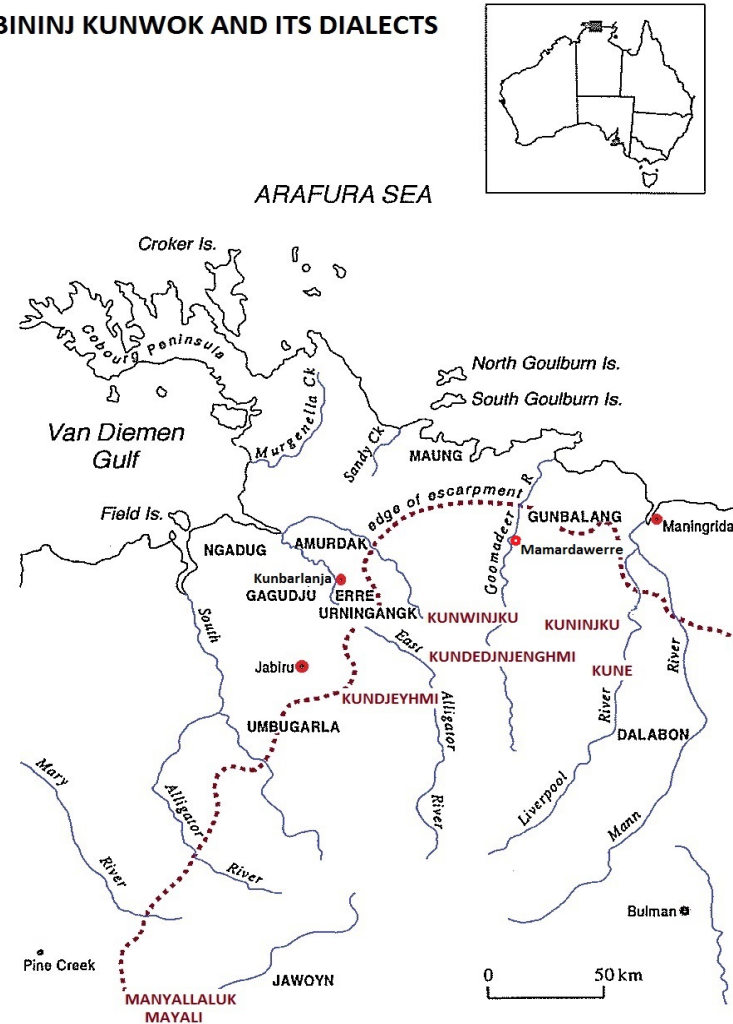 BININJ KUNWOK AND ITS DIALECTS
ARAFURA SEA
Croker Is.
Cobourg Peninsula
North Goulburn Is.
South Goulburn Is.
Murgenella Ck
Sandy Ck
Van Diemen
Gulf
MAUNG
edge of escarpment
Goomadeer R
Field Is.
GUNBALANG
Maningrida
NGADUG
AMURDAK
Mamardawerre
Kunbarlanja
GAGUDJU
ERRE
URNINGANGK
KUNWINJKU
KUNINJKU
South
Alligator
River
East
Alligator
River
KUNDEDJNJENGHMI
Jabiru
KUNE
KUNDJEYHMI
River
Liverpool
River
Mann
UMBUGARLA
DALABON
Mary
River
Bulman
Pine Creek
JAWOYN
0 50 km
MANYALLALUK
MAYALI